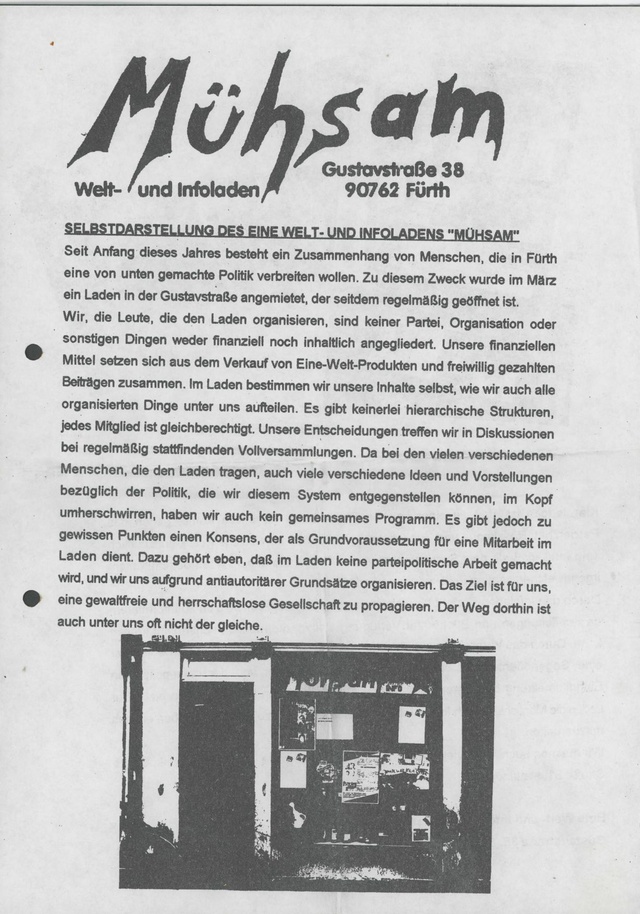 Mühsam
Gustavstraße 38
Welt- und Infoladen
90762 Fürth
SELBSTDARSTELLUNG DES EINE WELT- UND INFOLADENS "MÜHSAM"
Seit Anfang dieses Jahres besteht ein Zusammenhang von Menschen, die in Fürth
eine von unten gemachte Politik verbreiten wollen. Zu diesem Zweck wurde im März
ein Laden in der Gustavstraße angemietet, der seitdem regelmäßig geöffnet ist.
Wir, die Leute, die den Laden organisieren, sind keiner Partei, Organisation oder
sonstigen Dingen weder finanziell noch inhaltlich angegliedert. Unsere finanziellen
Mittel setzen sich aus dem Verkauf von Eine-Welt-Produkten und freiwillig gezahlten
Beiträgen zusammen. Im Laden bestimmen wir unsere Inhalte selbst, wie wir auch alle
organisierten Dinge unter uns aufteilen. Es gibt keinerlei hierarchische Strukturen,
jedes Mitglied ist gleichberechtigt. Unsere Entscheidungen treffen wir in Diskussionen
bei regelmäßig stattfindenden Vollversammlungen. Da bei den vielen verschiedenen
Menschen, die den Laden tragen, auch viele verschiedene Ideen und Vorstellungen
bezüglich der Politik, die wir diesem System entgegenstellen können, im Kopf
umherschwirren, haben wir auch kein gemeinsames Programm. Es gibt jedoch zu
gewissen Punkten einen Konsens, der als Grundvoraussetzung für eine Mitarbeit im
Laden dient. Dazu gehört eben, daß im Laden keine parteipolitische Arbeit gemacht
wird, und wir uns aufgrund antiautoritärer Grundsätze organisieren. Das Ziel ist für uns,
eine gewaltfreie und herrschaftslose Gesellschaft zu propagieren. Der Weg dorthin ist
auch unter uns oft nicht der gleiche.